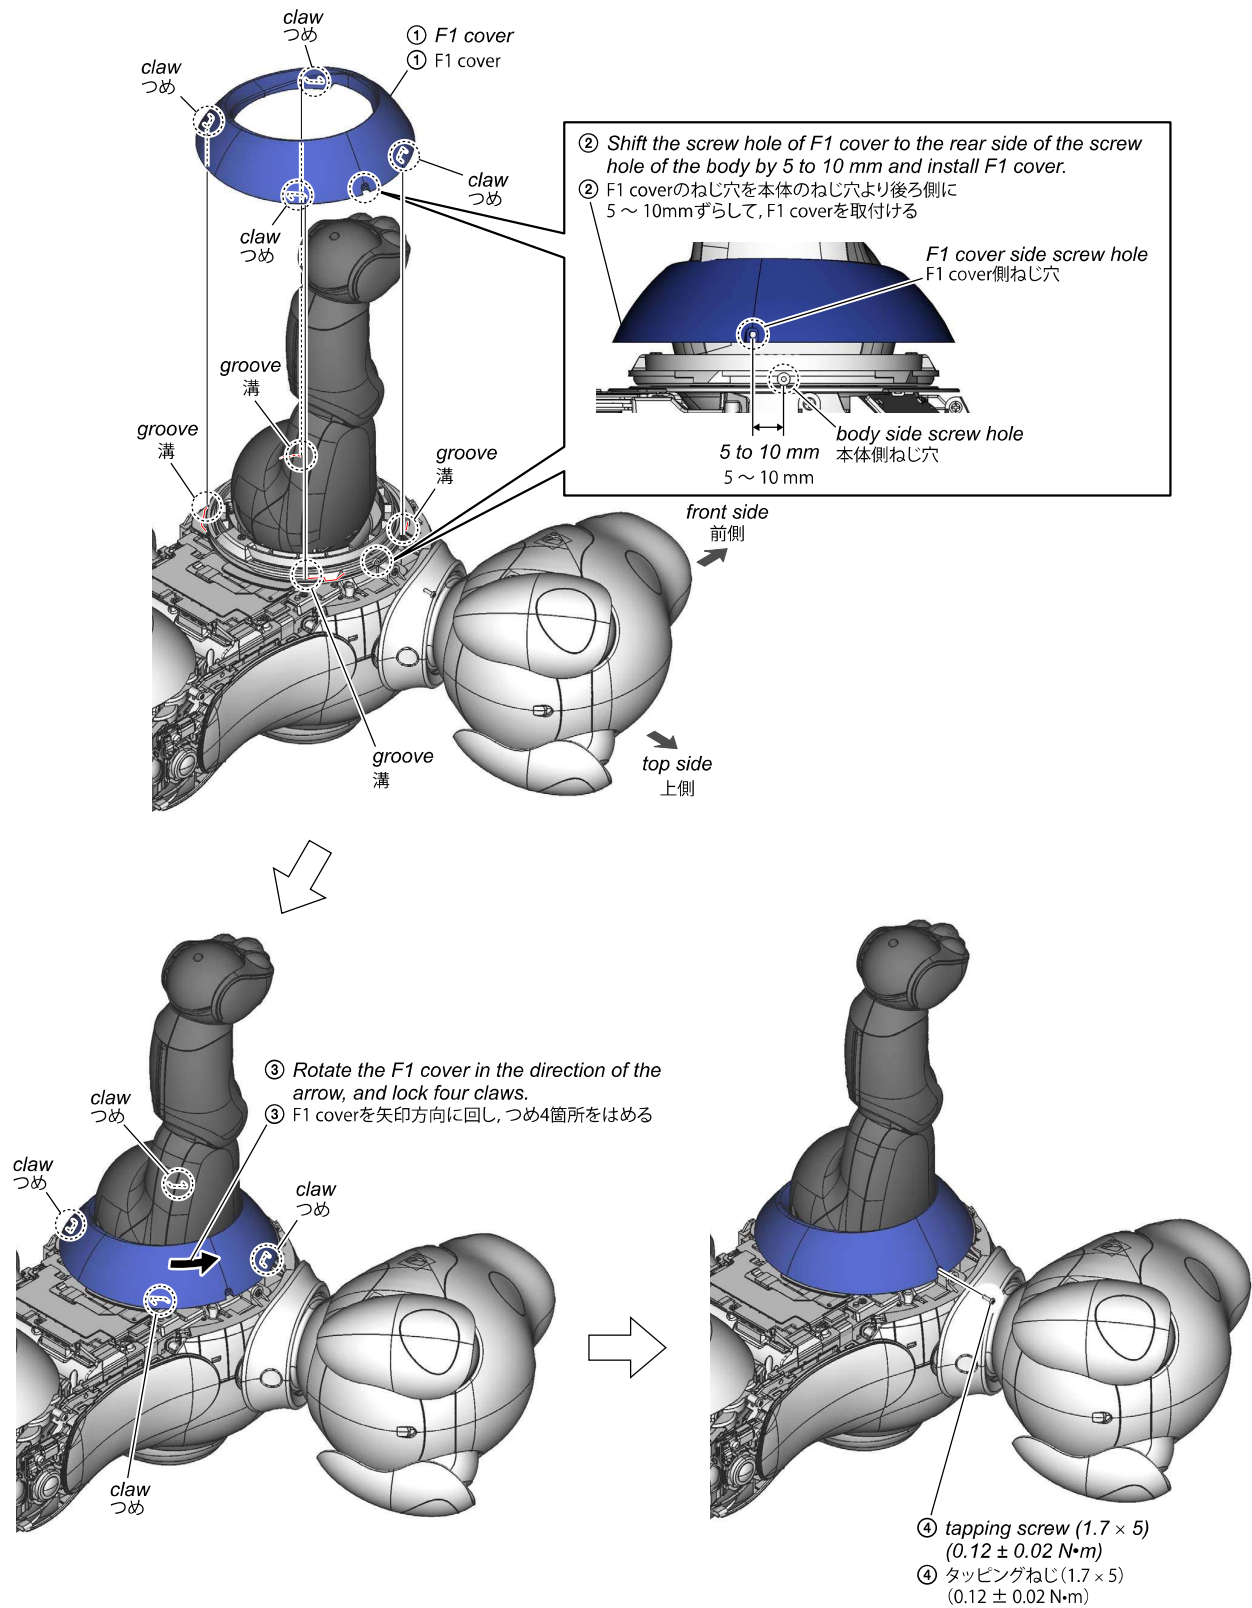 claw
つめ
① F1 cover
① F1 cover
claw
つめ
claw
つめ
claw
つめ
② Shift the screw hole of F1 cover to the rear side of the screw
hole of the body by 5 to 10 mm and install F1 cover.
② F1 coverのねじ穴を本体のねじ穴より後ろ側に
5 ～ 10mmずらして, F1 coverを取付ける
F1 cover side screw hole
F1 cover側ねじ穴
body side screw hole
本体側ねじ穴
5 to 10 mm
5 ～ 10 mm
groove
溝
groove
溝
groove
溝
front side
前側
groove
溝
top side
上側
③ Rotate the F1 cover in the direction of the
arrow, and lock four claws.
③ F1 coverを矢印方向に回し, つめ4箇所をはめる
claw
つめ
claw
つめ
claw
つめ
claw
つめ
④ tapping screw (1.7 × 5)
(0.12 ± 0.02 N•m)
④ タッピングねじ（1.7 × 5）
（0.12 ± 0.02 N•m）